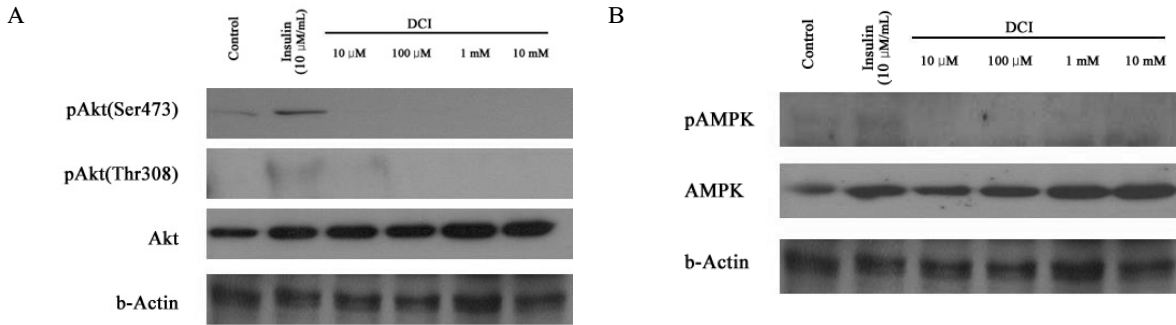 A
Control
Insulin
(10 μM/mL)
DCI
10 μM
100 μM
1 mM
10 mM
pAkt(Ser473)
pAkt(Thr308)
Akt
b-Actin
B
Control
Insulin
(10 μM/mL)
DCI
10 μM
100 μM
1 mM
10 mM
pAMPK
AMPK
b-Actin